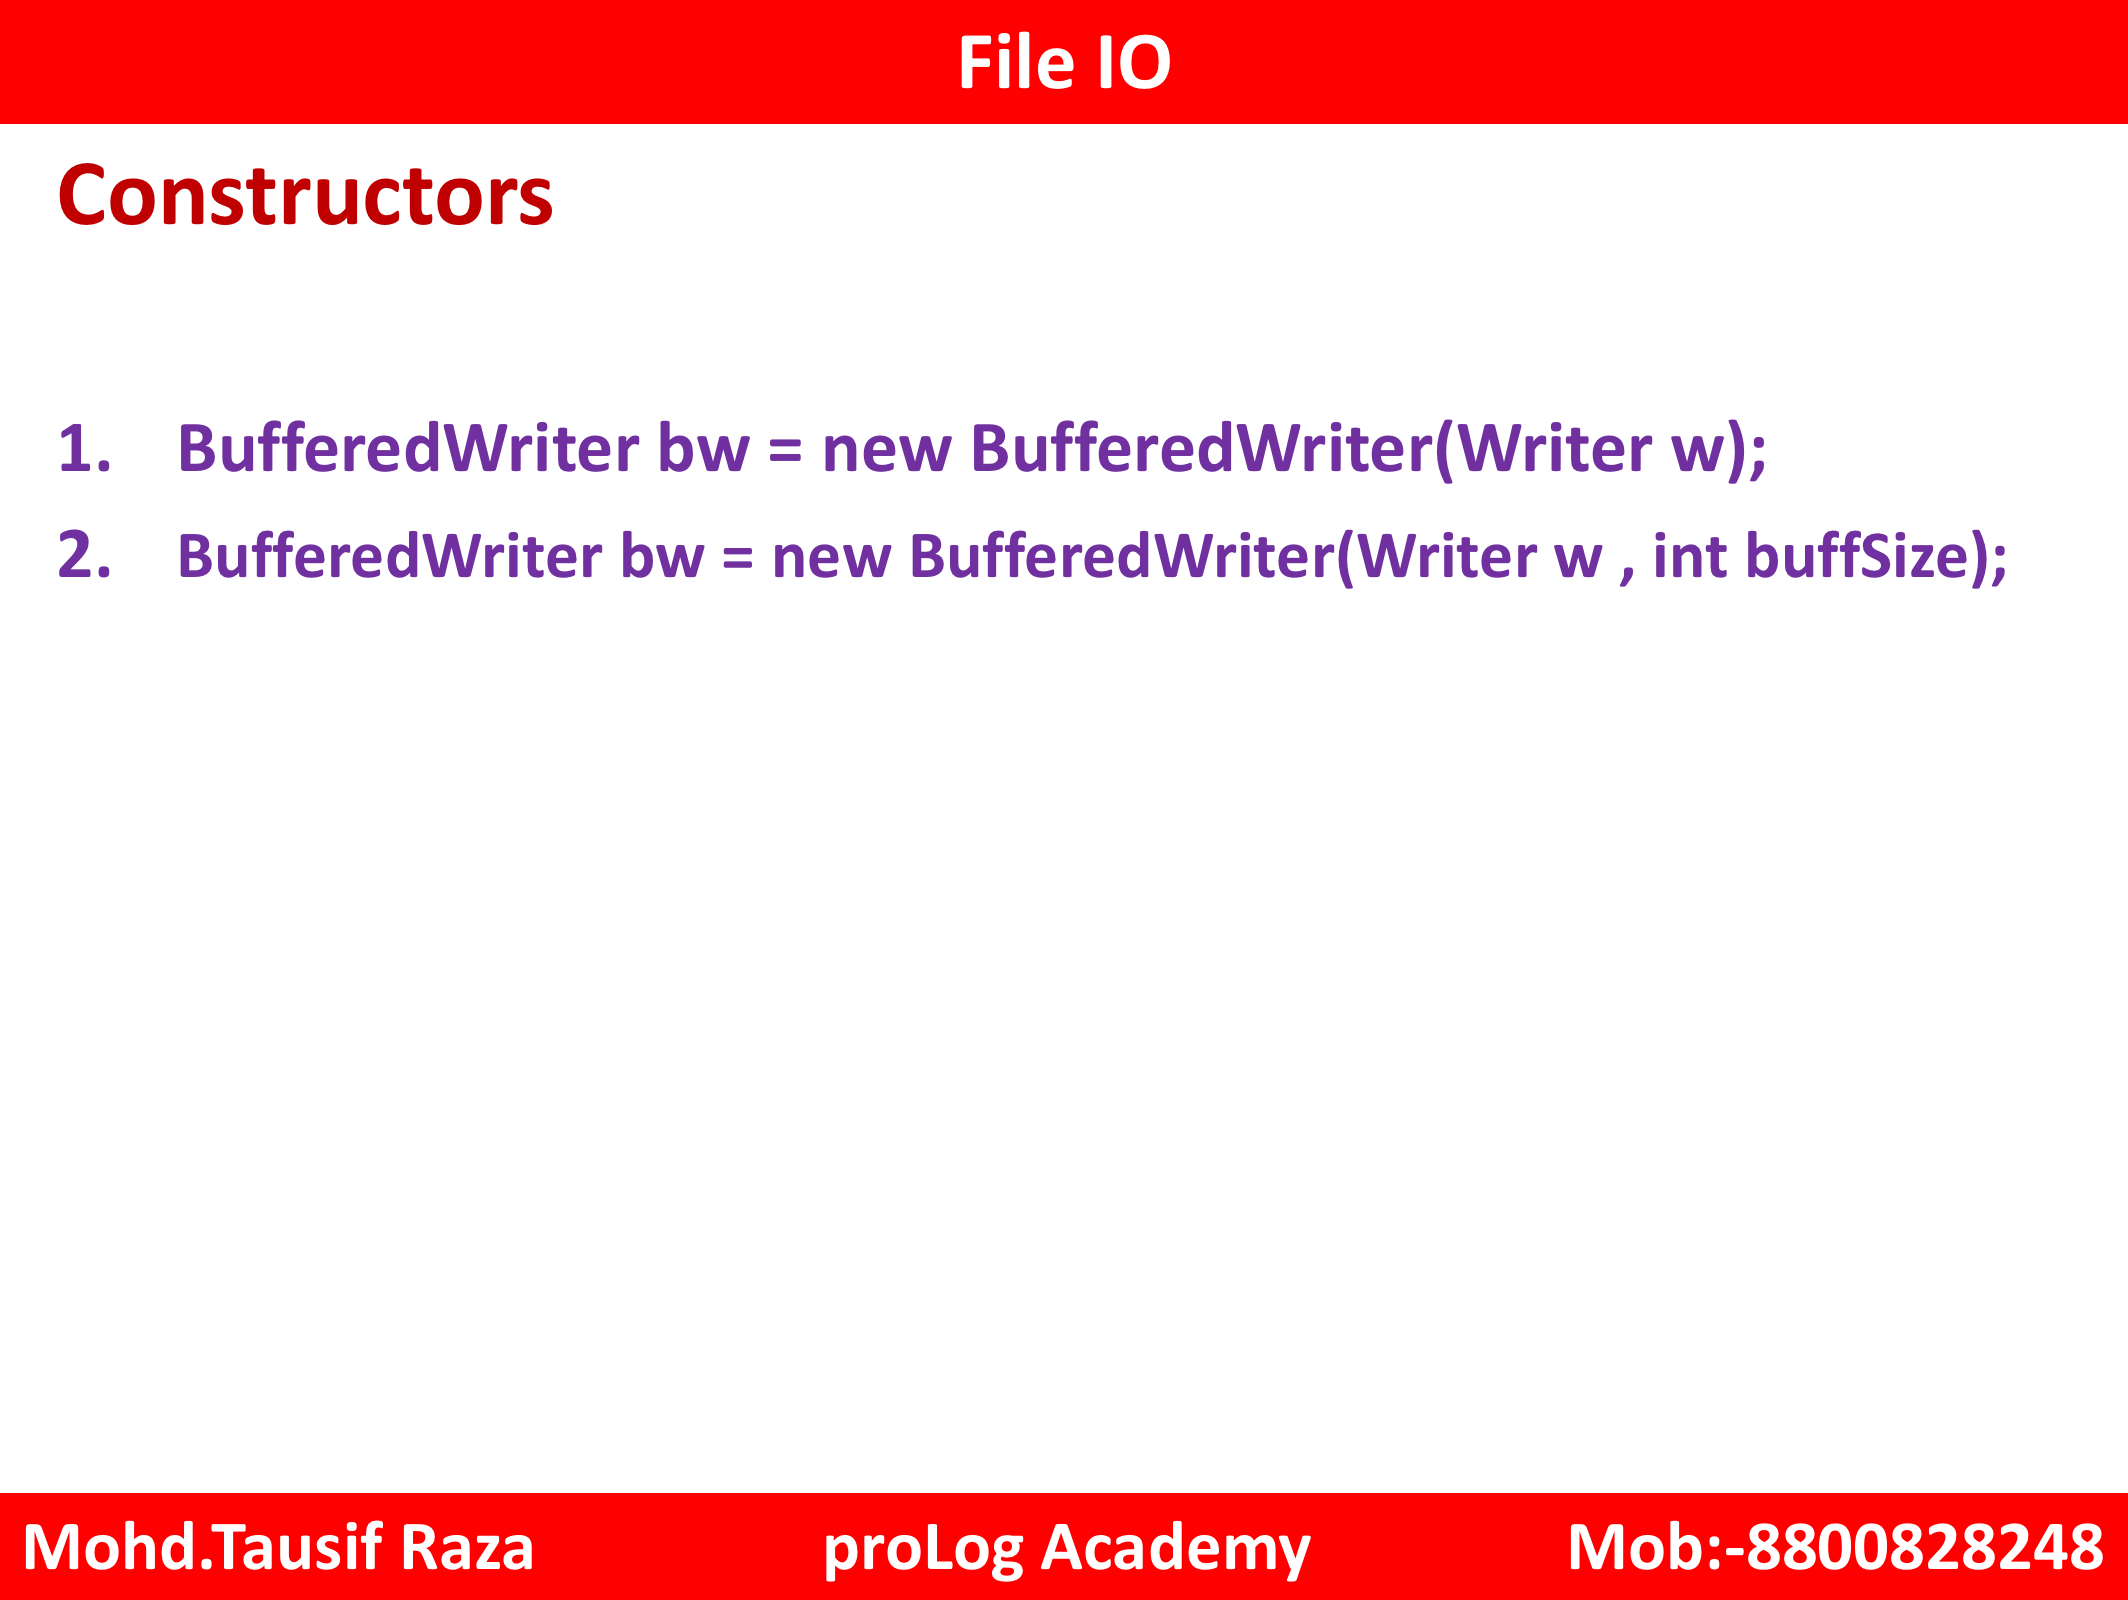 File IO
Constructors
1. BufferedWriter bw = new BufferedWriter(Writer w);
2. BufferedWriter bw = new BufferedWriter(Writer w , int buffSize);
Mohd.Tausif Raza proLog Academy Mob:-8800828248